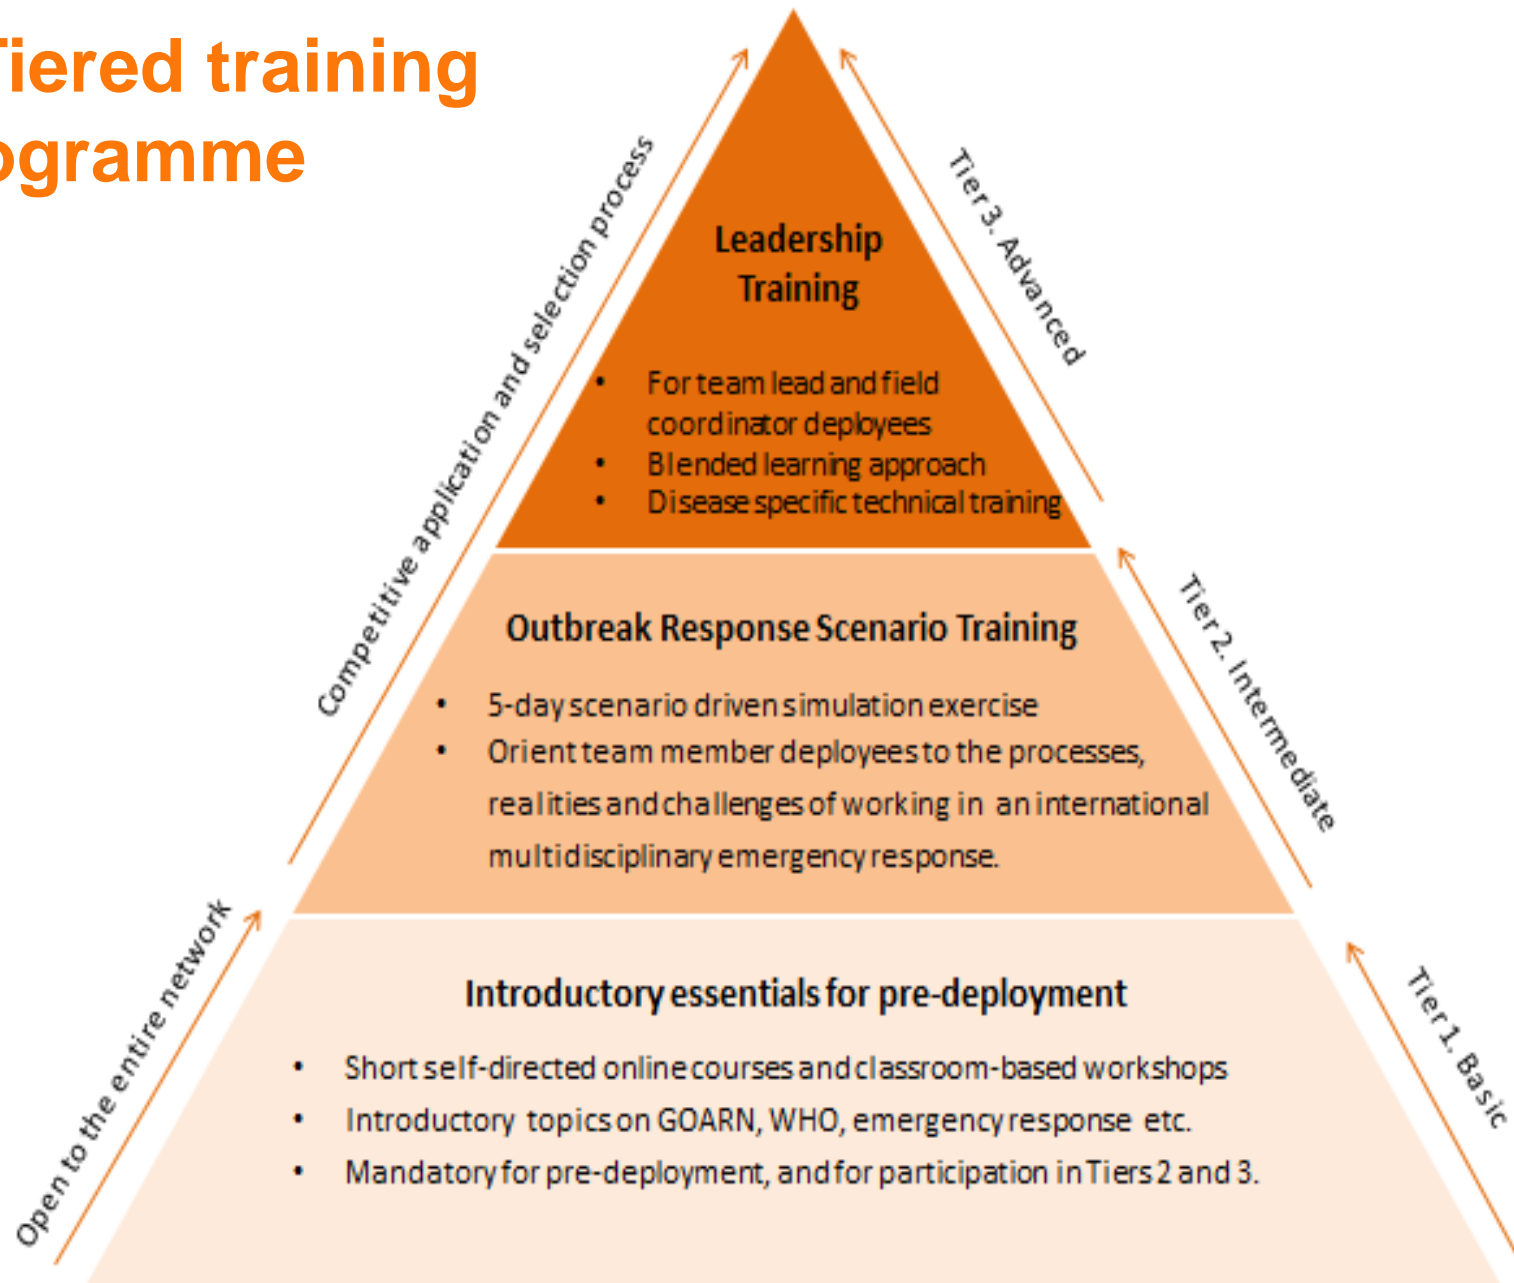 Tiered training
ogramme
Competitive application and selection process
Tier 3. Advanced
Leadership
Training
• For team lead and field
coordinator deployees
• Blended learning approach
• Disease specific technical training
Tier 2. Intermediate
Outbreak Response Scenario Training
• 5-day scenario driven simulation exercise
• Orient team member deployees to the processes,
realities and challenges of working in an international
multidisciplinary emergency response.
Open to the entire network
Tier 1. Basic
Introductory essentials for pre-deployment
• Short self-directed online courses and classroom-based workshops
• Introductory topics on GOARN, WHO, emergency response etc.
• Mandatory for pre-deployment, and for participation in Tiers 2 and 3.